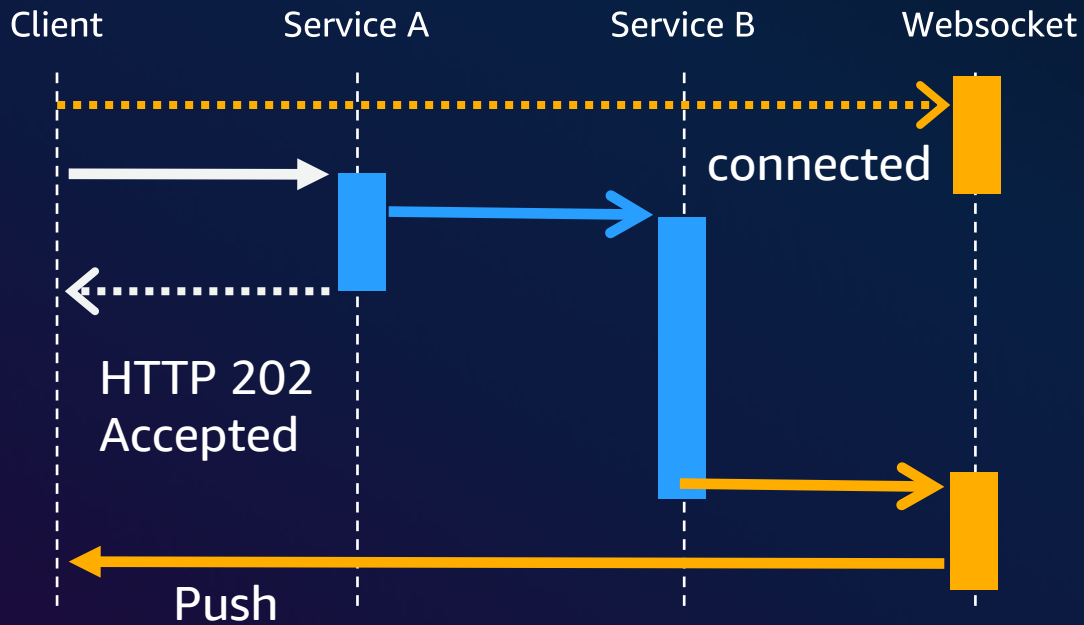 Client
Service A
Service B
Websocket
connected
HTTP 202
Accepted
Push